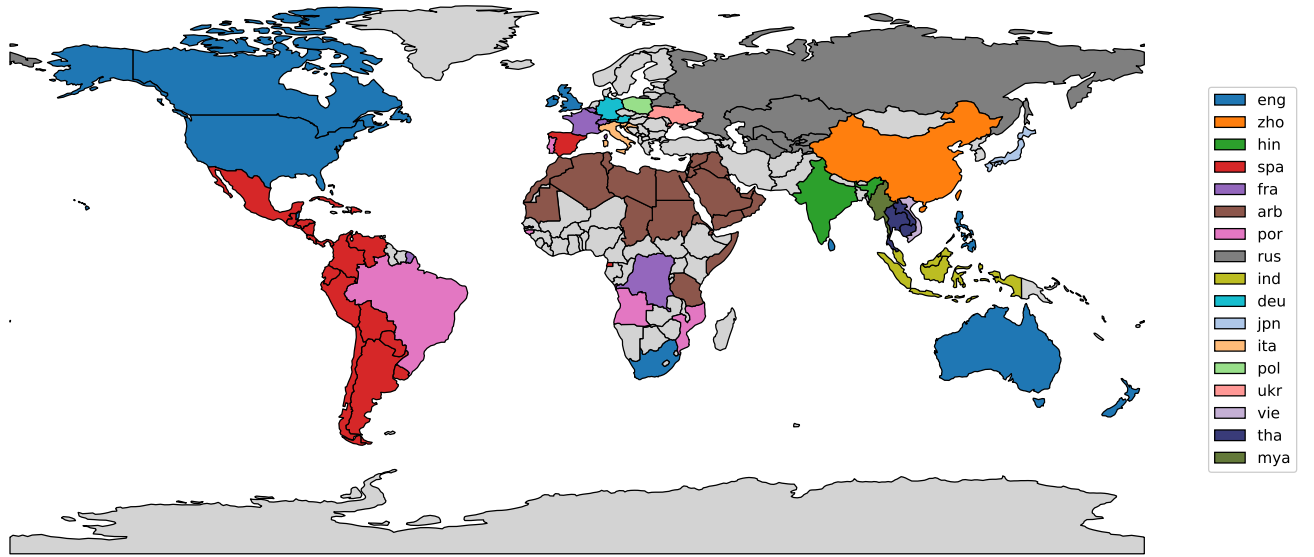 eng
zho
hin
spa
fra
arb
por
rus
ind
deu
jpn
ita
pol
ukr
vie
tha
mya